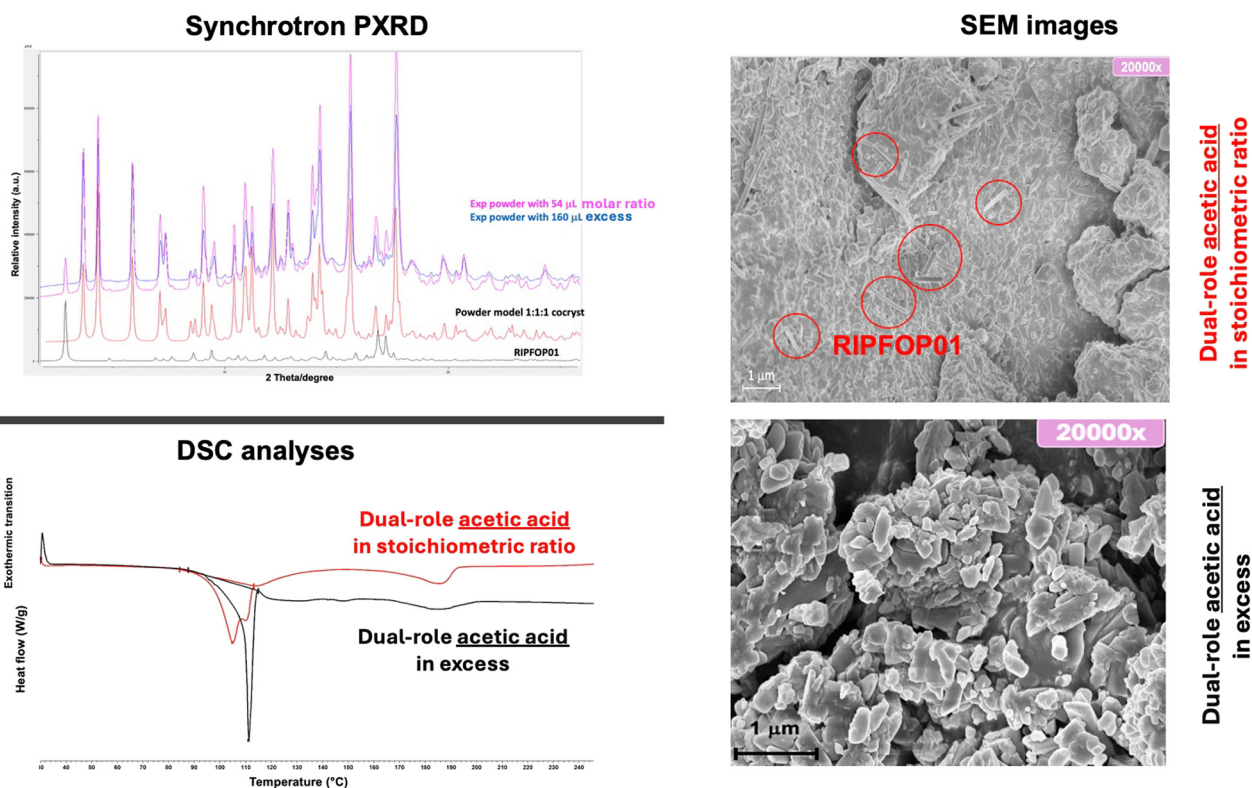 Synchrotron PXRD
Relative Intensity (a.u.)
Exp powder with 54 μL molar ratio
Exp powder with 160 μL excess
Powder model 1:1:1 cocryst
RIPFOP01
2 Theta/degree
DSC analyses
Exothermic transition
Heat flow (W/g)
Dual-role acetic acid
in stoichiometric ratio
Dual-role acetic acid
in excess
40 50 60 70 80 90 100 110 120 130 140 150 160 170 180 190 200 210 220 230 240
Temperature (°C)
SEM images
20000x
RIPFOP01
1 μm
Dual-role acetic acid
in stoichiometric ratio
20000x
1 μm
Dual-role acetic acid
in excess